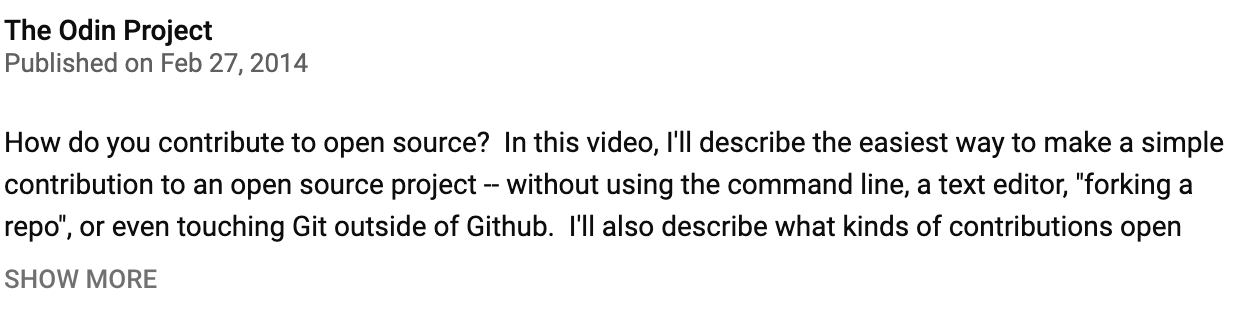 The Odin Project
Published on Feb 27, 2014
How do you contribute to open source?  In this video, I'll describe the easiest way to make a simple
contribution to an open source project -- without using the command line, a text editor, "forking a
repo", or even touching Git outside of Github.  I'll also describe what kinds of contributions open
SHOW MORE